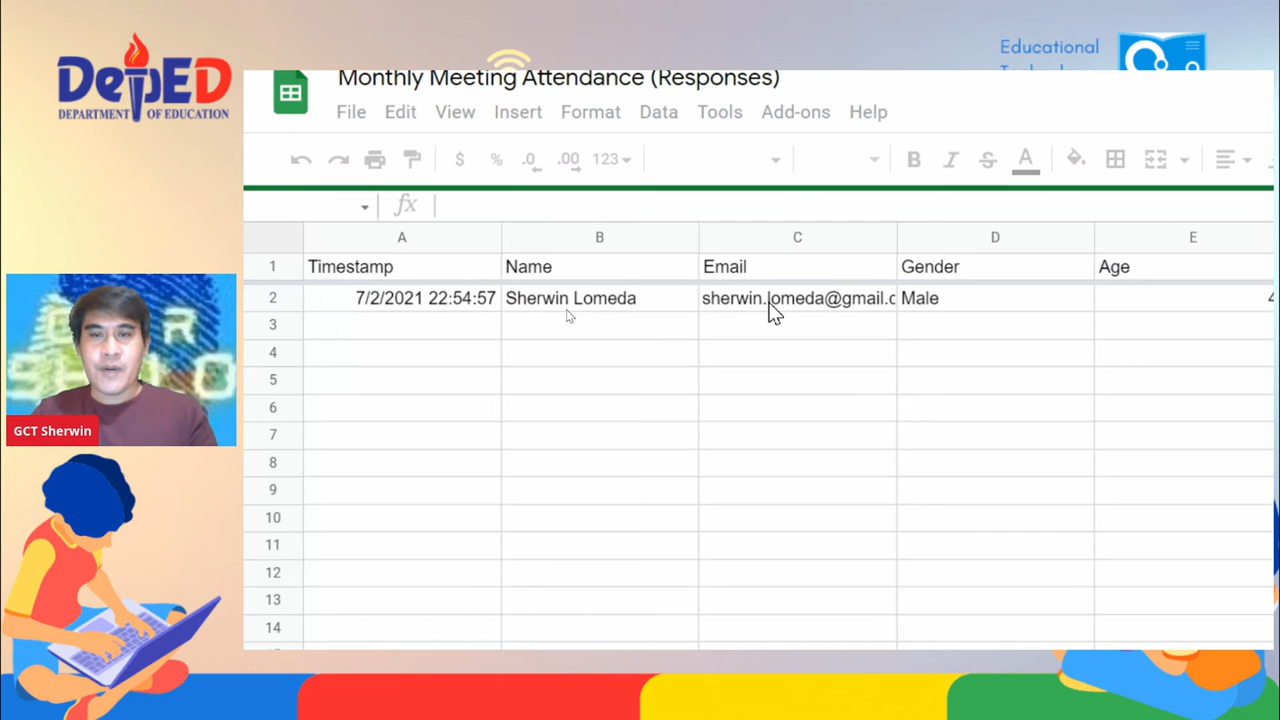 DepED
DEPARTMENT OF EDUCATION
Educational
Monthly Meeting Attendance (Responses)
File Edit View Insert Format Data Tools Add-ons Help
$ % .0 .00 123 B I S A
fx
A B C D E
1 Timestamp Name Email Gender Age
2 7/2/2021 22:54:57 Sherwin Lomeda sherwin.lomeda@gmail.c Male
3
4
5
6
7
8
9
10
11
12
13
14
GCT Sherwin